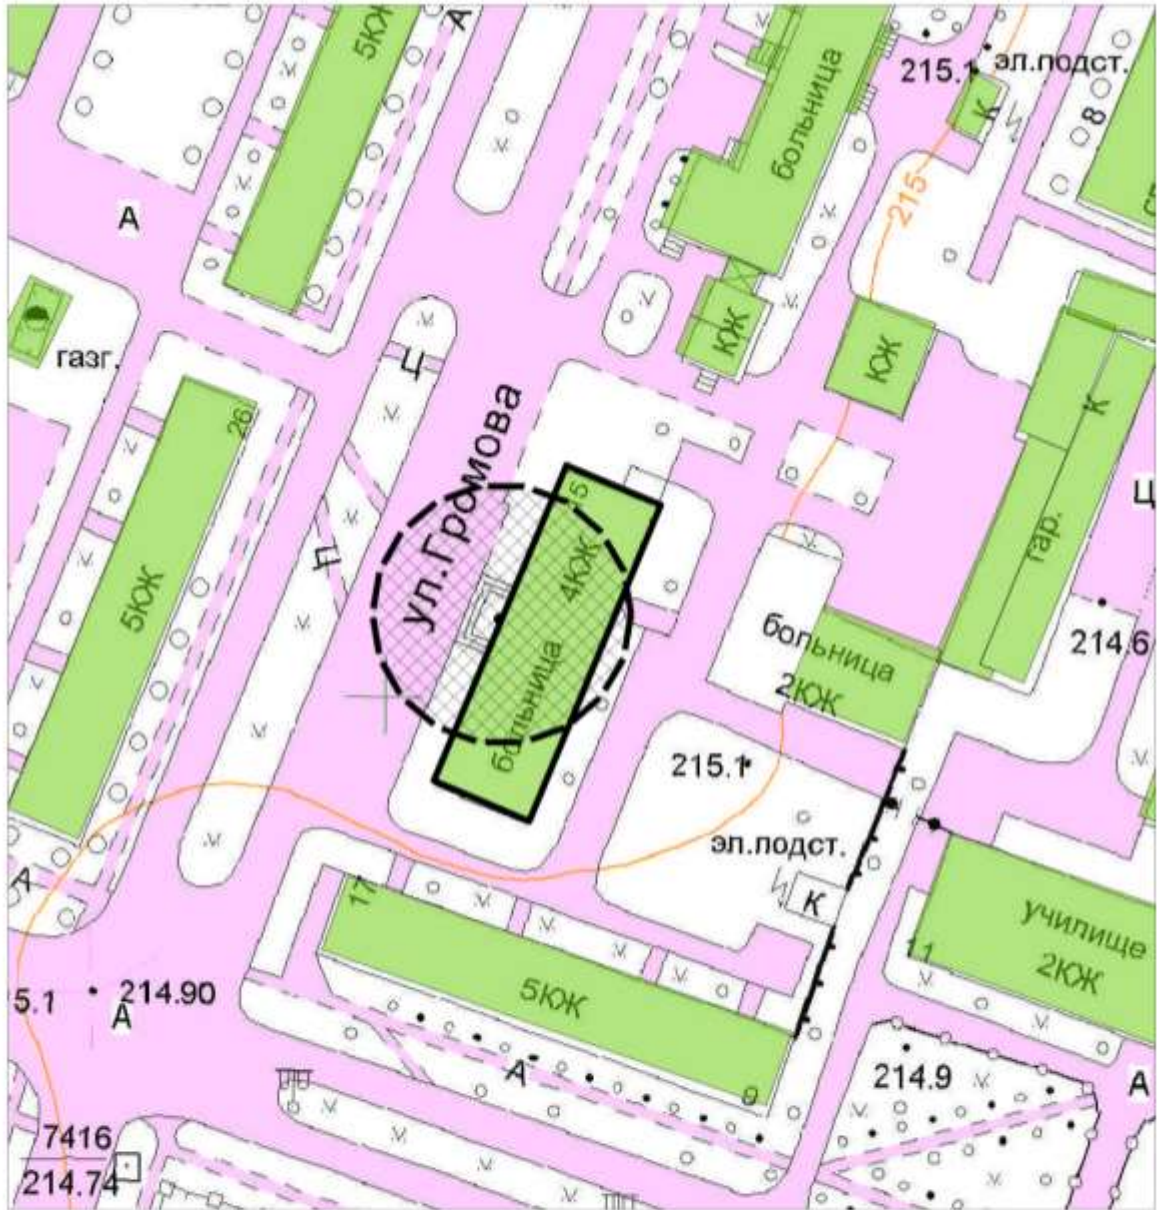 5КЖ
А
больница
215.1
эл.подст.
К
8
А
215
газг.
Ц
КЖ
КЖ
К
26
ул.Громова
5
Ц
П
5КЖ
4КЖ
гар.
больница
2КЖ
214.6
больница
215.1
эл.подст.
К
А
17
11
училище
2КЖ
5КЖ
5.1
214.90
А
А
9
214.9
А
7416
214.74